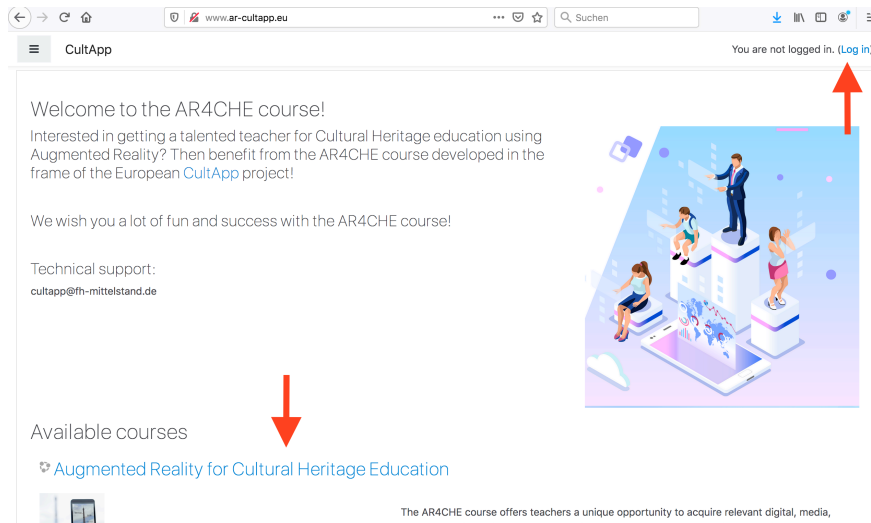 www.ar-cultapp.eu
Suchen
CultApp
You are not logged in. (Log in)
Welcome to the AR4CHE course!
Interested in getting a talented teacher for Cultural Heritage education using
Augmented Reality? Then benefit from the AR4CHE course developed in the
frame of the European CultApp project!
We wish you a lot of fun and success with the AR4CHE course!
Technical support:
cultapp@fh-mittelstand.de
Available courses
Augmented Reality for Cultural Heritage Education
The AR4CHE course offers teachers a unique opportunity to acquire relevant digital, media,